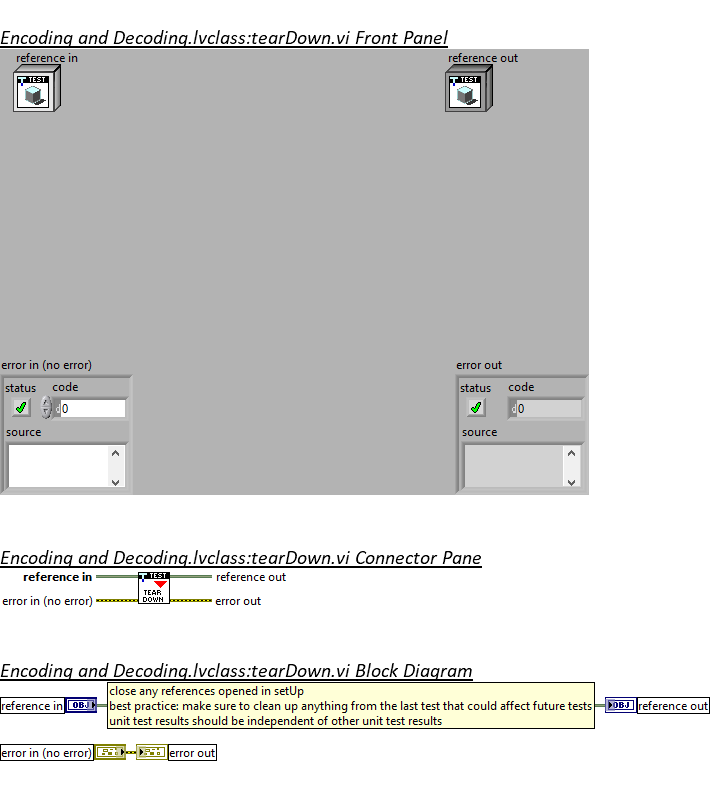 Encoding and Decoding.lvclass:tearDown.vi Front Panel
reference in
reference out
TEST
TEST
error in (no error)
error out
status code
status code
d0
d0
source
source
Encoding and Decoding.lvclass:tearDown.vi Connector Pane
reference in
TEST
reference out
error in (no error)
TEAR
DOWN
error out
Encoding and Decoding.lvclass:tearDown.vi Block Diagram
close any references opened in setUp
reference in
OBJ
best practice: make sure to clean up anything from the last test that could affect future tests
OBJ
reference out
unit test results should be independent of other unit test results
error in (no error)
error out